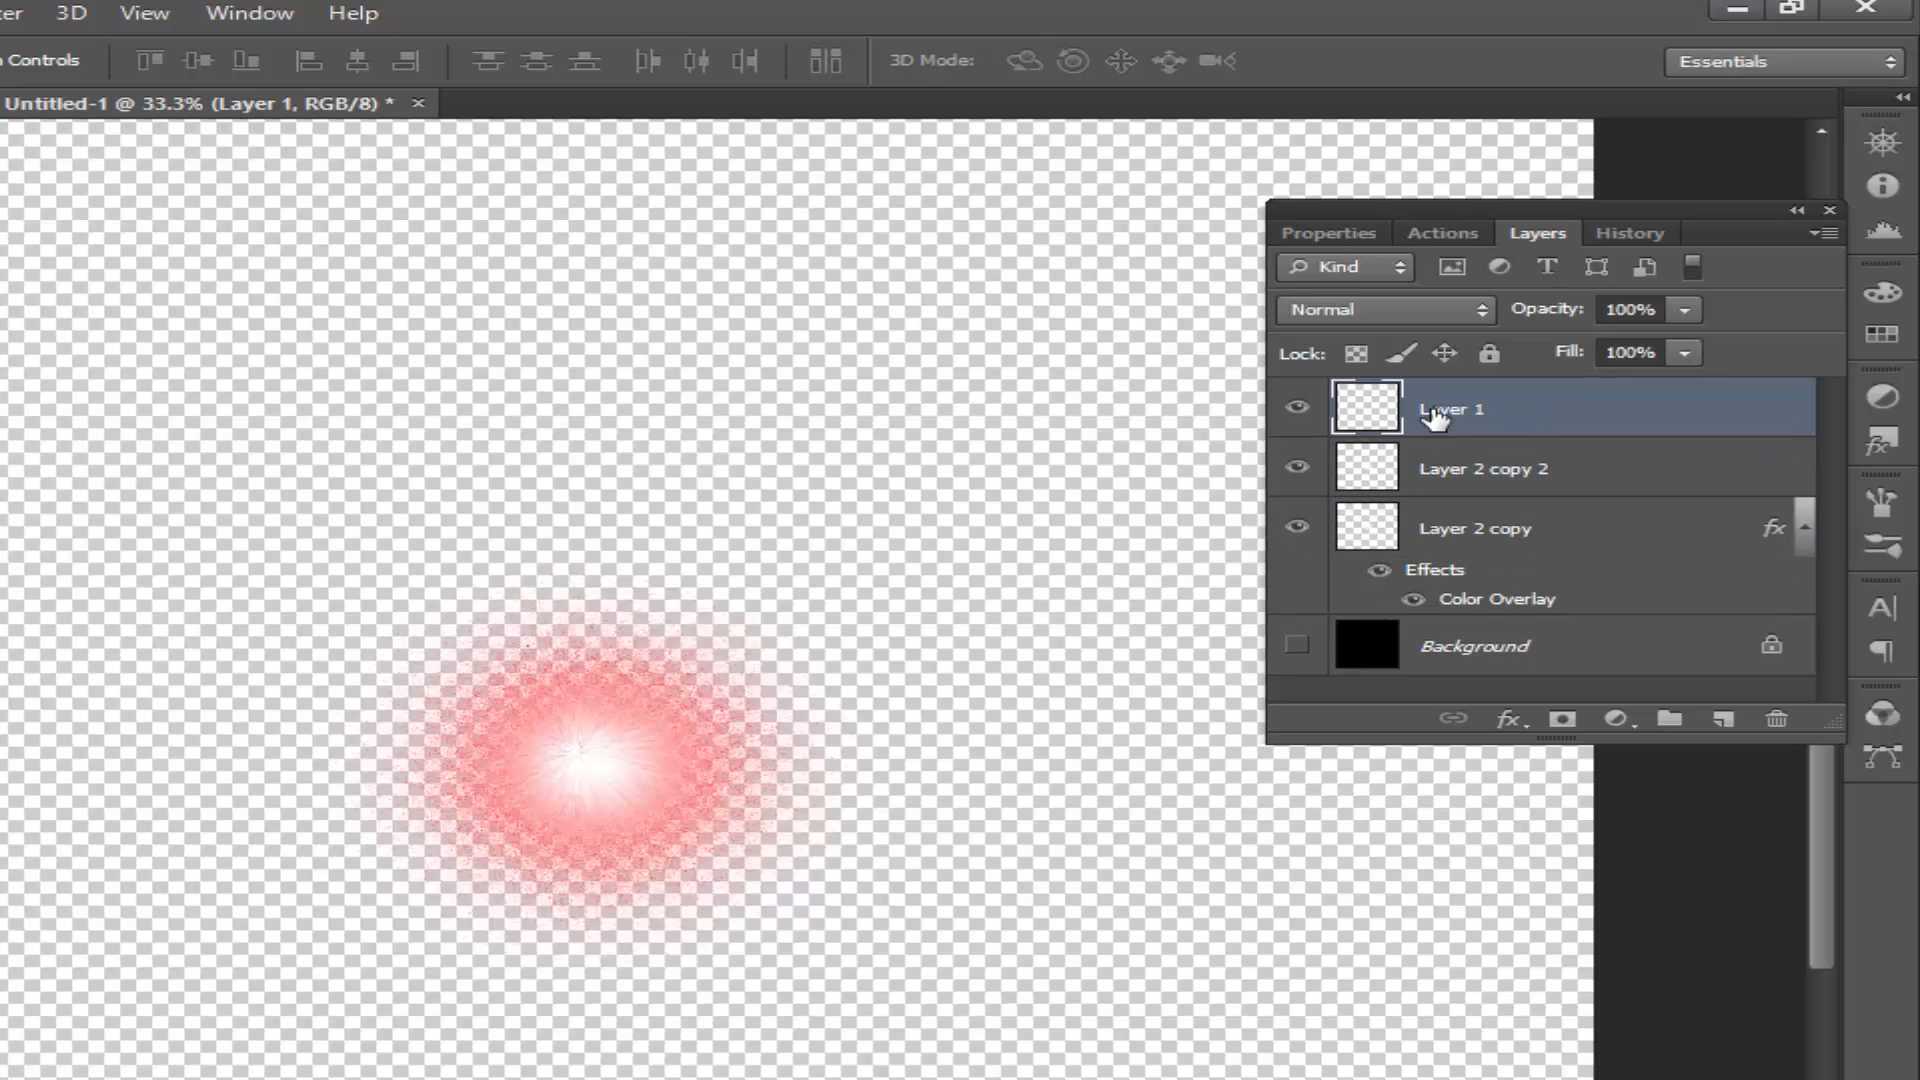 ter 3D View Window Help
n Controls
3D Mode:
Essentials
Untitled-1 @ 33.3% (Layer 1, RGB/8) *
Properties Actions Layers History
Kind
Normal Opacity: 100%
Lock: Fill: 100%
Layer 1
Layer 2 copy 2
Layer 2 copy fx
Effects
Color Overlay
Background
fx